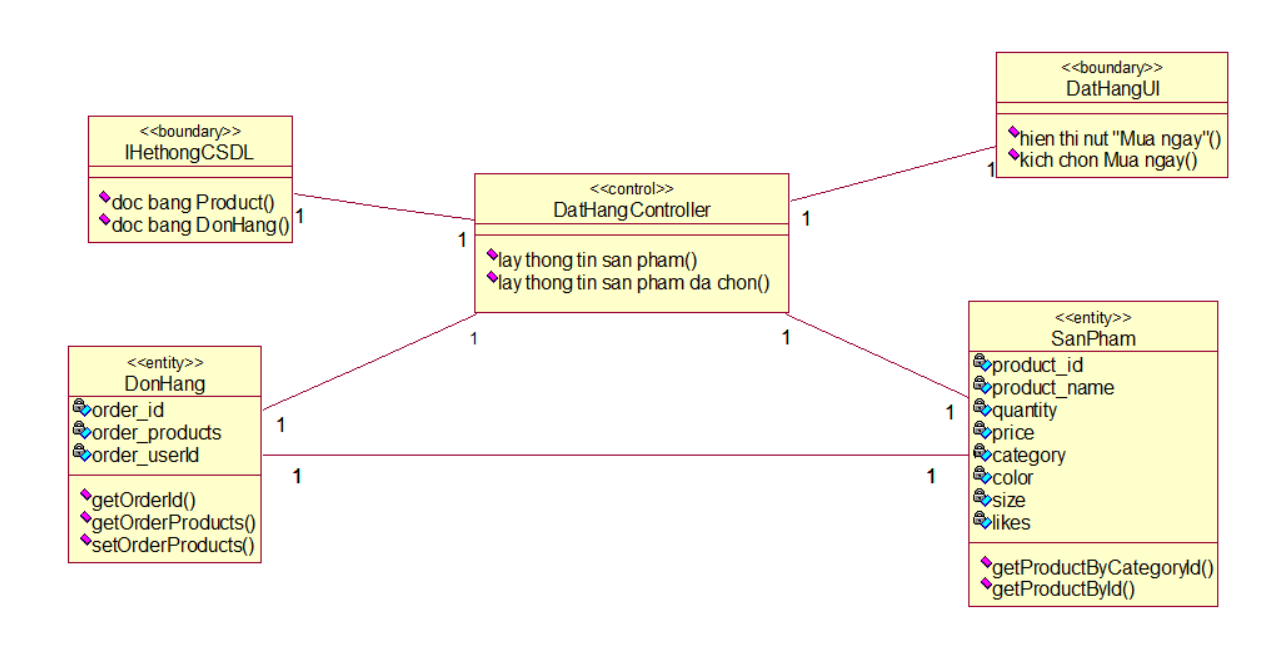 <<boundary>>
DatHangUI
hien thi nut "Mua ngay"()
kich chon Mua ngay()
1
<<boundary>>
IHethongCSDL
doc bang Product()
doc bang DonHang()
1
<<control>>
DatHangController
lay thong tin san pham()
lay thong tin san pham da chon()
1
1
1
1
<<entity>>
DonHang
order_id
order_products
order_userId
getOrderId()
getOrderProducts()
setOrderProducts()
1
1
<<entity>>
SanPham
product_id
product_name
quantity
price
category
color
size
likes
getProductByCategoryId()
getProductById()
1
1